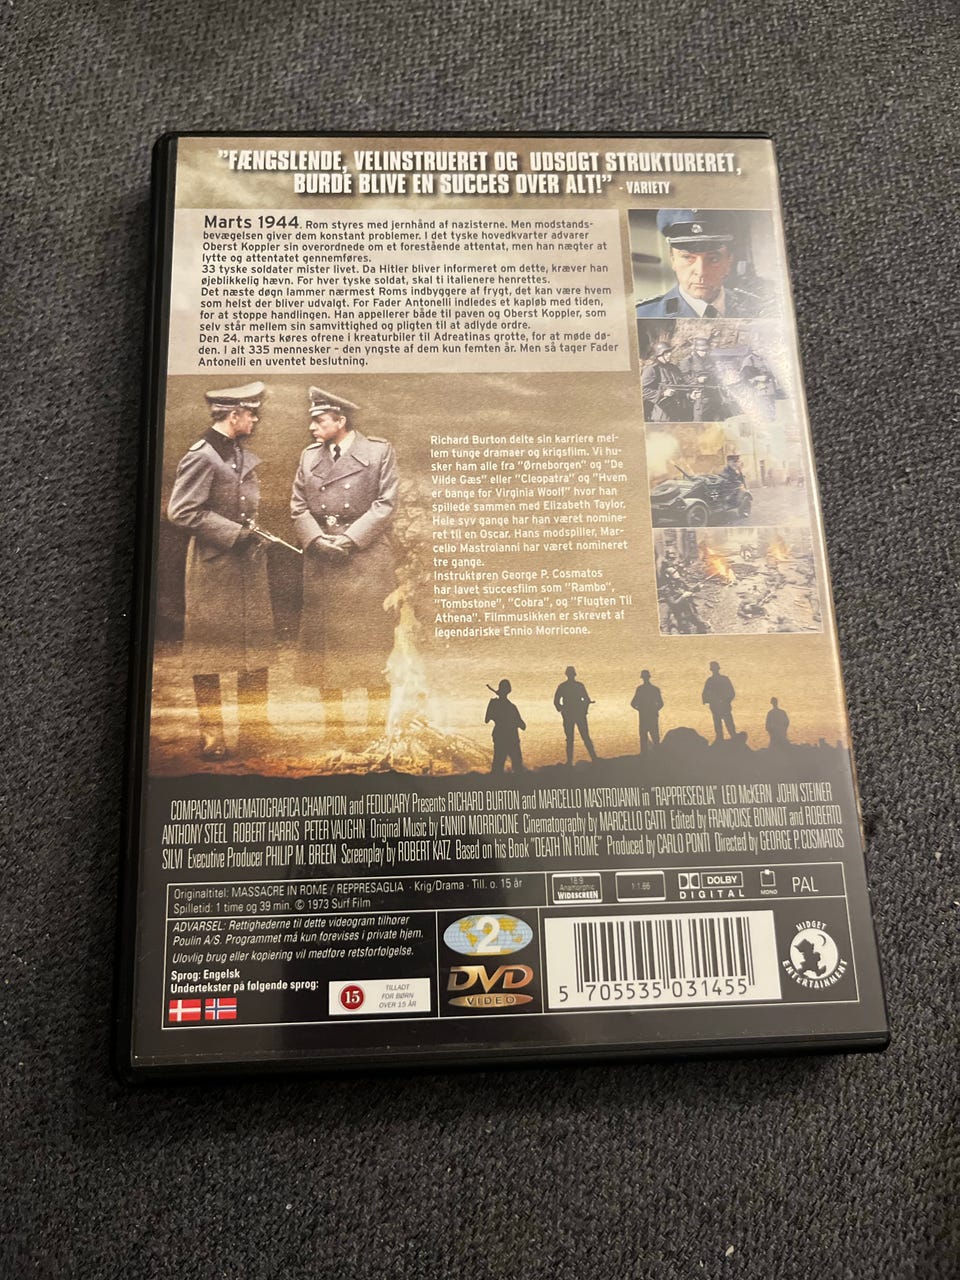 "FÆNGSLENDE, VELINSTRUERET OG UDSØGT STRUKTURERET,
BURDE BLIVE EN SUCCES OVER ALT!" - VARIETY
Marts 1944. Rom styres med jernhånd af nazisterne. Men modstands-
bevægelsen giver dem konstant problemer. I det tyske hovedkvarter advarer
Oberst Koppler sin overordnede om et forestående attentat, men han nægter at
lytte og attentatet gennemføres.
33 tyske soldater mister livet. Da Hitler bliver informeret om dette, kræver han
øjeblikkelig hævn. For hver tyske soldat, skal ti italienere henrettes.
Det næste døgn lammer nærmest Roms indbyggere af frygt, det kan være hvem
som helst der bliver udvalgt. For Fader Antonelli indledes et kapløb med tiden,
for at stoppe handlingen. Han appellerer både til paven og Oberst Koppler, som
selv står mellem sin samvittighed og pligten til at adlyde ordre.
Den 24. marts køres ofrene i kreaturbiler til Adreatinas grotte, for at møde dø-
den. I alt 335 mennesker - den yngste af dem kun femten år. Men så tager Fader
Antonelli en uventet beslutning.
Richard Burton delte sin karriere mel-
lem tunge dramaer og krigsfilm. Vi hu-
sker ham alle fra "Ørneborgen" og "De
Vilde Gæs" eller "Cleopatra" og "Hvem
er bange for Virginia Woolf" hvor han
spillede sammen med Elizabeth Taylor.
Hele syv gange har han været nomine-
ret til en Oscar. Hans modspiller, Mar-
cello Mastroianni har været nomineret
tre gange.
Instruktøren George P. Cosmatos
har lavet succesfilm som "Rambo",
"Tombstone", "Cobra", og "Flugten Til
Athena". Filmmusikken er skrevet af
legendariske Ennio Morricone.
COMPAGNIA CINEMATOGRAFICA CHAMPION and FEDUCIARY Presents RICHARD BURTON and MARCELLO MASTROIANNI in "RAPPRESEGLIA" LEO McKERN JOHN STEINER
ANTHONY STEEL ROBERT HARRIS PETER VAUGHN Original Music by ENNIO MORRICONE Cinematography by MARCELLO GATTI Edited by FRANÇOISE BONNOT and ROBERTO
SILVI Executive Producer PHILIP M. BREEN Screenplay by ROBERT KATZ Based on his Book "DEATH IN ROME" Produced by CARLO PONTI Directed by GEORGE P. COSMATOS
Originaltitel: MASSACRE IN ROME / REPPRESAGLIA · Krig/Drama · Till. o. 15 år
Spilletid: 1 time og 39 min. © 1973 Surf Film
16:9
Anamorphic
WIDESCREEN
1:1.66
DOLBY
DIGITAL
MONO
PAL
ADVARSEL: Rettighederne til dette videogram tilhører
Poulin A/S. Programmet må kun forevises i private hjem.
Ulovlig brug eller kopiering vil medføre retsforfølgelse.
Sprog: Engelsk
Undertekster på følgende sprog:
15
TILLADT
FOR BØRN
OVER 15 ÅR
2
DVD
VIDEO
5 705535 031455
MIDGET
ENTERTAINMENT